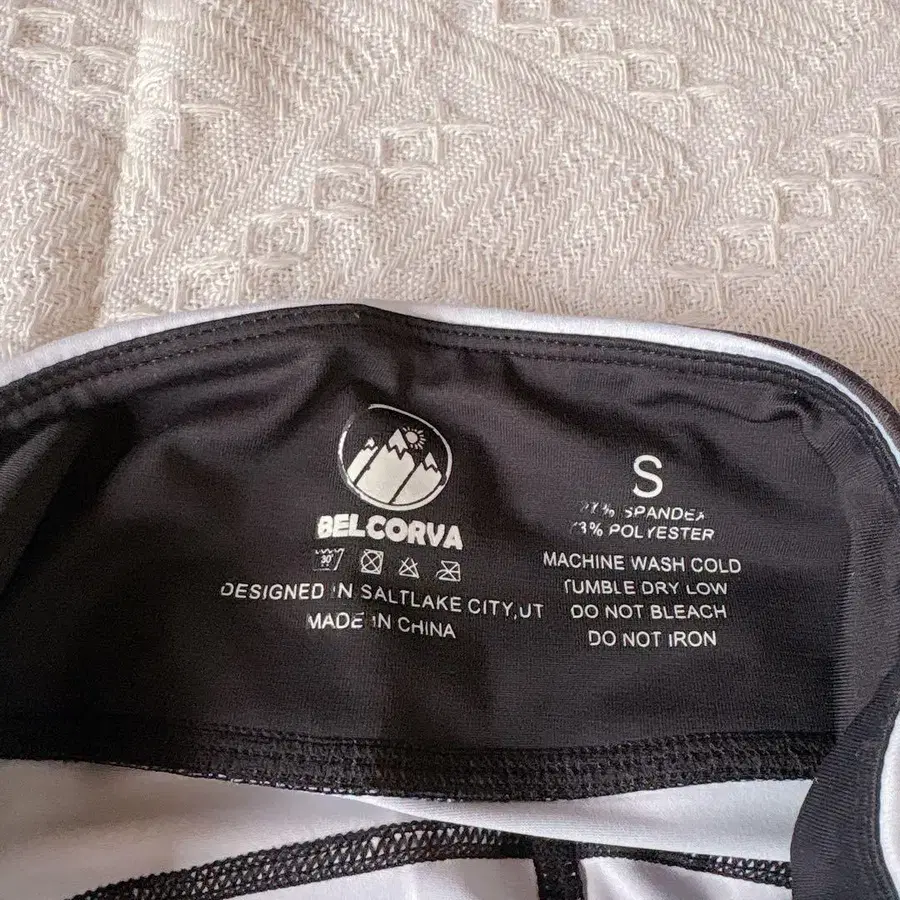 BELCORVA
30°
DESIGNED IN SALTLAKE CITY,UT
MADE IN CHINA
S
% SPANDEX
% POLYESTER
MACHINE WASH COLD
TUMBLE DRY LOW
DO NOT BLEACH
DO NOT IRON